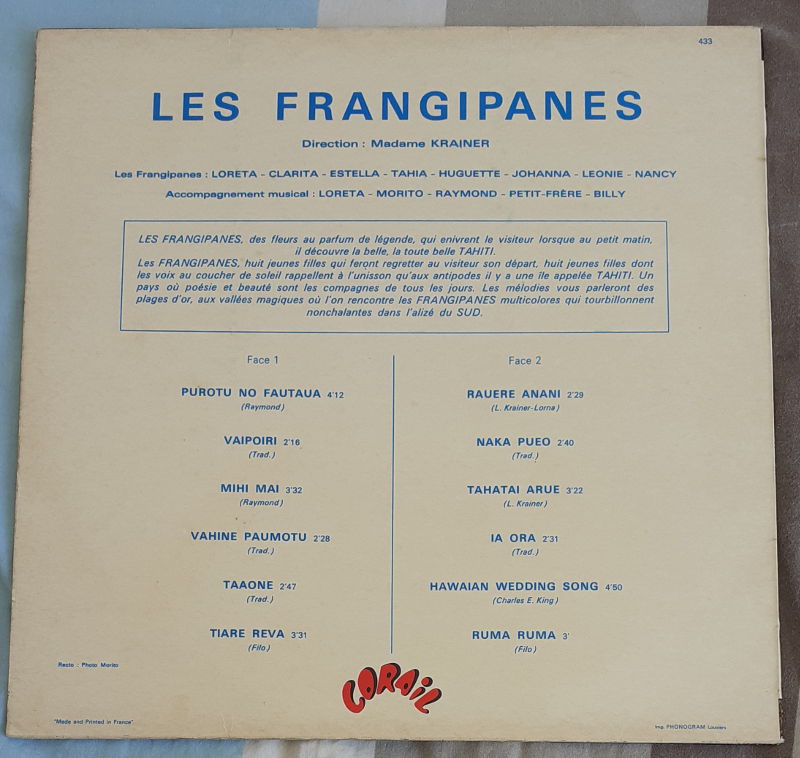 433
LES FRANGIPANES
Direction : Madame KRAINER
Les Frangipanes : LORETA - CLARITA - ESTELLA - TAHIA - HUGUETTE - JOHANNA - LEONIE - NANCY
Accompagnement musical : LORETA - MORITO - RAYMOND - PETIT-FRÈRE - BILLY
LES FRANGIPANES, des fleurs au parfum de légende, qui enivrent le visiteur lorsque au petit matin,
il découvre la belle, la toute belle TAHITI.
Les FRANGIPANES, huit jeunes filles qui feront regretter au visiteur son départ, huit jeunes filles dont
les voix au coucher de soleil rappellent à l'unisson qu'aux antipodes il y a une île appelée TAHITI. Un
pays où poésie et beauté sont les compagnes de tous les jours. Les mélodies vous parleront des
plages d'or, aux vallées magiques où l'on rencontre les FRANGIPANES multicolores qui tourbillonnent
nonchalantes dans l'alizé du SUD.
Face 1
PUROTU NO FAUTAUA 4'12
(Raymond)
VAIPOIRI 2'16
(Trad.)
MIHI MAI 3'32
(Raymond)
VAHINE PAUMOTU 2'28
(Trad.)
TAAONE 2'47
(Trad.)
TIARE REVA 3'31
(Filo)
Face 2
RAUERE ANANI 2'29
(L. Krainer-Lorna)
NAKA PUEO 2'40
(Trad.)
TAHATAI ARUE 3'22
(L. Krainer)
IA ORA 2'31
(Trad.)
HAWAIAN WEDDING SONG 4'50
(Charles E. King)
RUMA RUMA 3'
(Filo)
Recto : Photo Morito
CORAIL
"Made and Printed in France"
Imp. PHONOGRAM Louviers